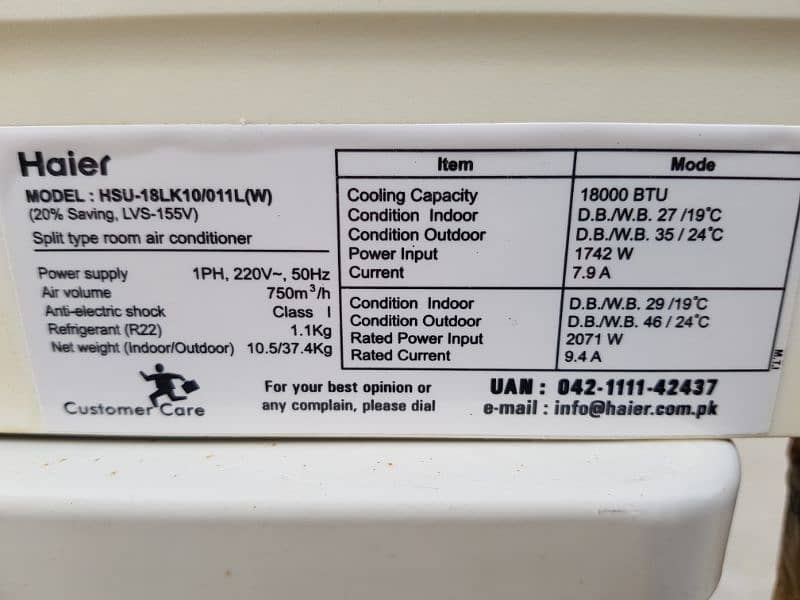 Haier
MODEL : HSU-18LK10/011L(W)
(20% Saving, LVS-155V)
Split type room air conditioner
Power supply 1PH, 220V~, 50Hz
Air volume 750m³/h
Anti-electric shock Class I
Refrigerant (R22) 1.1Kg
Net weight (Indoor/Outdoor) 10.5/37.4Kg
Item Mode
Cooling Capacity 18000 BTU
Condition Indoor D.B./W.B. 27 /19°C
Condition Outdoor D.B./W.B. 35 / 24°C
Power Input 1742 W
Current 7.9 A
Condition Indoor D.B./W.B. 29 /19°C
Condition Outdoor D.B./W.B. 46 / 24°C
Rated Power Input 2071 W
Rated Current 9.4 A
M.T.I
Customer Care
For your best opinion or
any complain, please dial
UAN : 042-1111-42437
e-mail : info@haier.com.pk